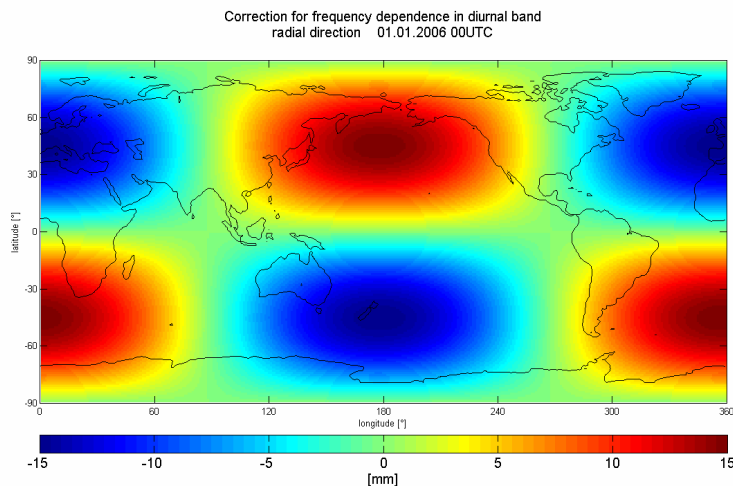 Correction for frequency dependence in diurnal band
radial direction 01.01.2006 00UTC
90
60
30
0
-30
-60
-90
latitude [°]
0 60 120 180 240 300 360
longitude [°]
-15 -10 -5 0 5 10 15
[mm]